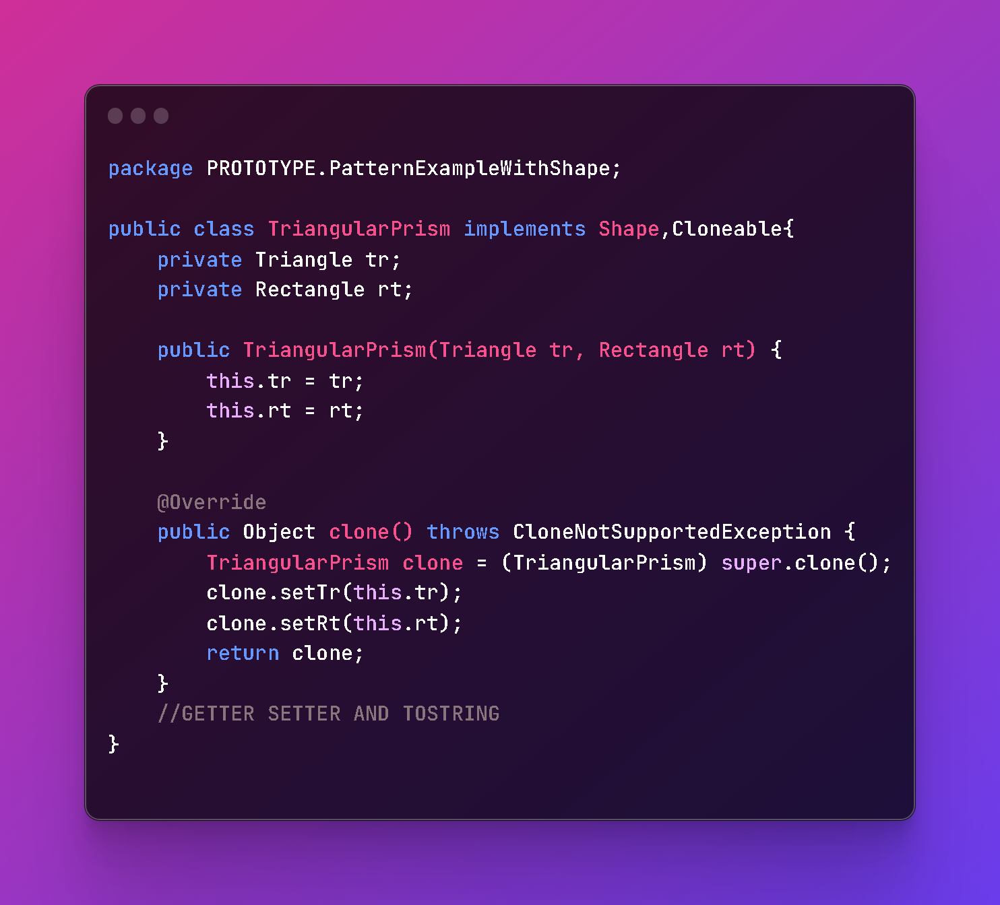 package PROTOTYPE.PatternExampleWithShape;
public class TriangularPrism implements Shape,Cloneable{
    private Triangle tr;
    private Rectangle rt;
    public TriangularPrism(Triangle tr, Rectangle rt) {
        this.tr = tr;
        this.rt = rt;
    }
    @Override
    public Object clone() throws CloneNotSupportedException {
        TriangularPrism clone = (TriangularPrism) super.clone();
        clone.setTr(this.tr);
        clone.setRt(this.rt);
        return clone;
    }
    //GETTER SETTER AND TOSTRING
}